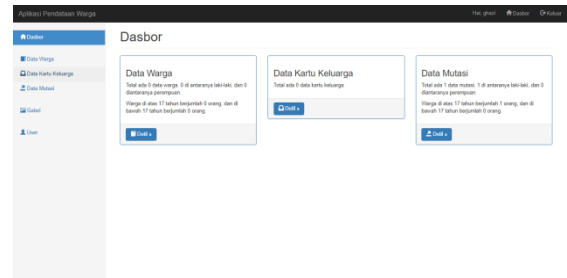 Aplikasi Pendataan Warga
Hai, ghazi
Dasbor
Keluar
Dasbor
Data Warga
Data Kartu Keluarga
Data Mutasi
Galeri
User
Dasbor
Data Warga
Total ada 0 data warga. 0 di antaranya laki-laki, dan 0
diantaranya perempuan.
Warga di atas 17 tahun berjumlah 0 orang, dan di
bawah 17 tahun berjumlah 0 orang.
Detil »
Data Kartu Keluarga
Total ada 0 data kartu keluarga
Detil »
Data Mutasi
Total ada 1 data mutasi. 1 di antaranya laki-laki, dan 0
diantaranya perempuan.
Warga di atas 17 tahun berjumlah 1 orang, dan di
bawah 17 tahun berjumlah 0 orang.
Detil »